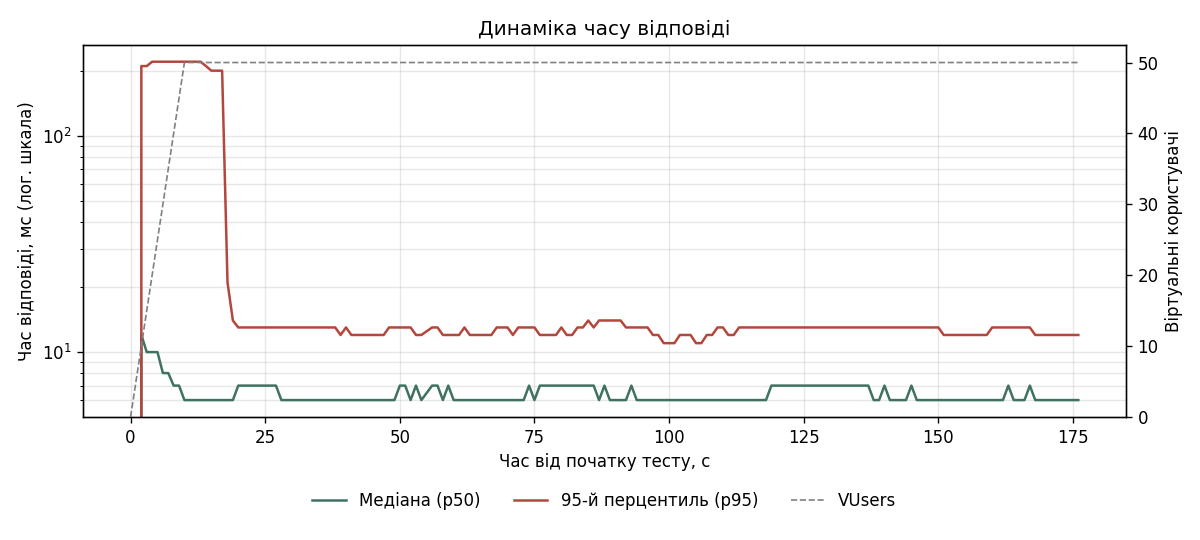 Динаміка часу відповіді
Час відповіді, мс (лог. шкала)
10²
10¹
50
40
30
20
10
0
Віртуальні користувачі
0 25 50 75 100 125 150 175
Час від початку тесту, с
Медіана (p50) 95-й перцентиль (p95) VUsers